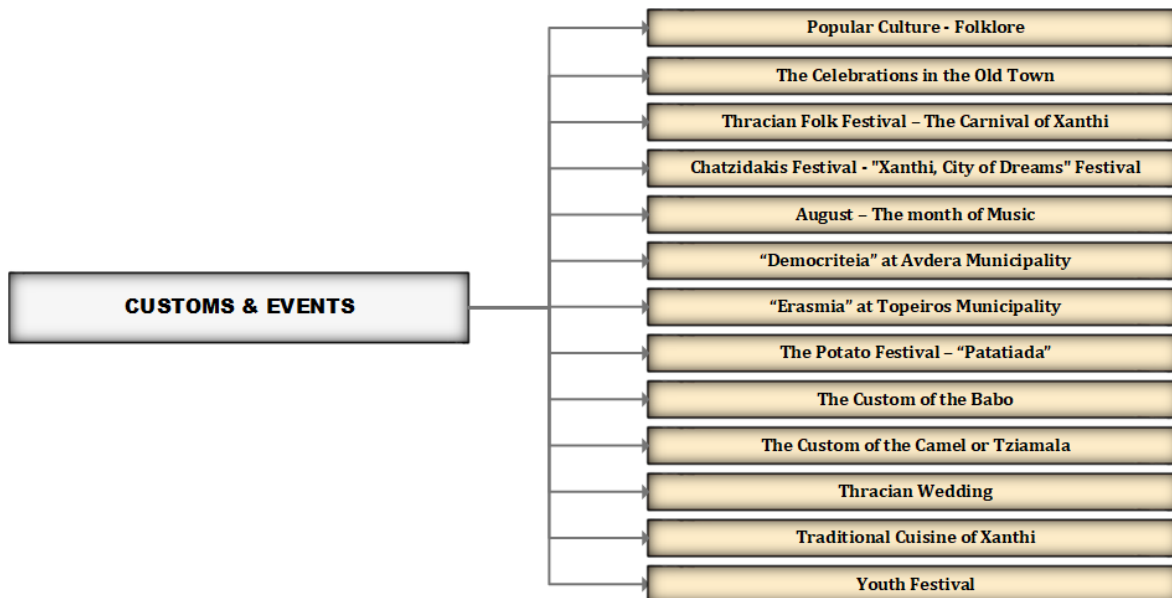 Popular Culture - Folklore
The Celebrations in the Old Town
Thracian Folk Festival – The Carnival of Xanthi
Chatzidakis Festival - "Xanthi, City of Dreams" Festival
August – The month of Music
“Democriteia” at Avdera Municipality
CUSTOMS & EVENTS
“Erasmia” at Topeiros Municipality
The Potato Festival – “Patatiada”
The Custom of the Babo
The Custom of the Camel or Tziamala
Thracian Wedding
Traditional Cuisine of Xanthi
Youth Festival